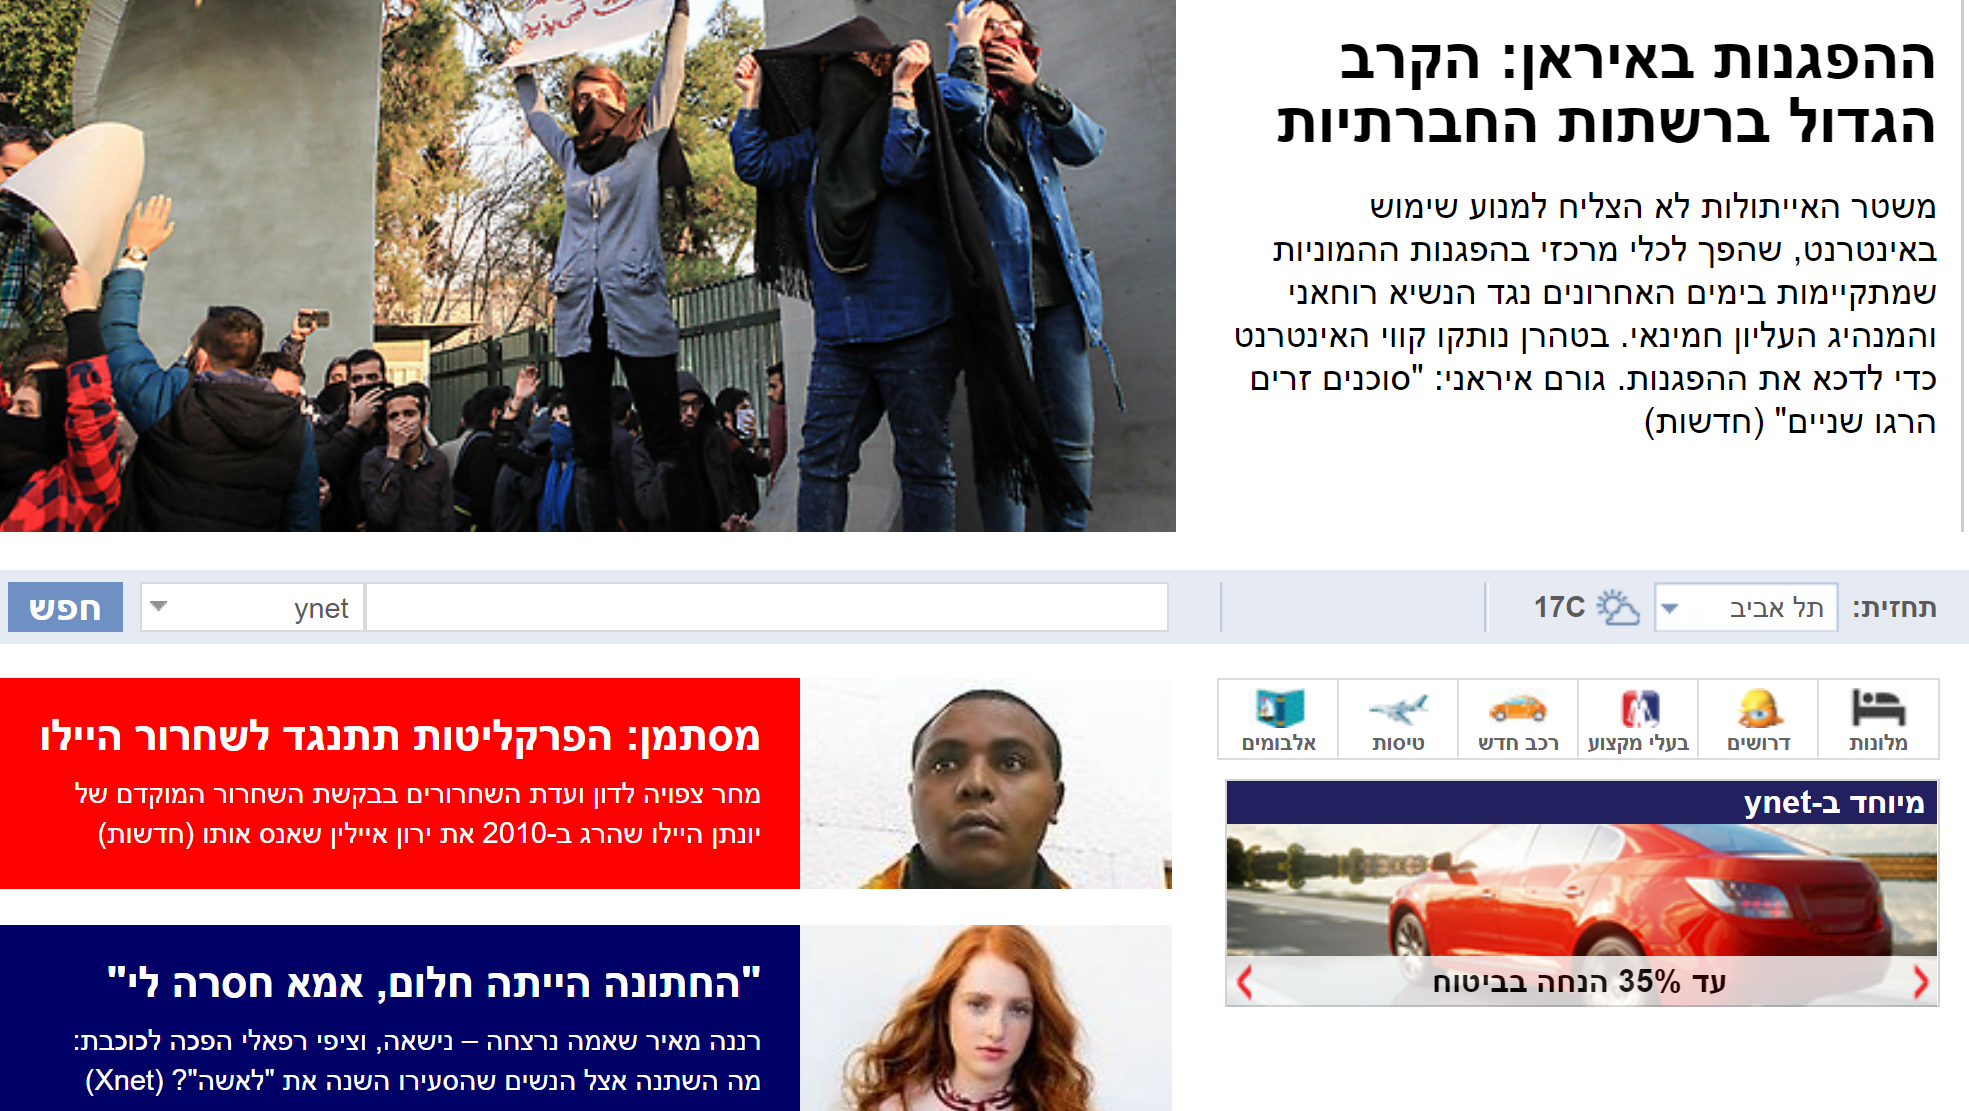 ההפגנות באיראן: הקרב
הגדול ברשתות החברתיות
משטר האייתולות לא הצליח למנוע שימוש
באינטרנט, שהפך לכלי מרכזי בהפגנות ההמוניות
שמתקיימות בימים האחרונים נגד הנשיא רוחאני
והמנהיג העליון חמינאי. בטהרן נותקו קווי האינטרנט
כדי לדכא את ההפגנות. גורם איראני: "סוכנים זרים
הרגו שניים" (חדשות)
תחזית:
תל אביב
17C
ynet
חפש
מלונות
דרושים
בעלי מקצוע
רכב חדש
טיסות
אלבומים
מיוחד ב-ynet
עד 35% הנחה בביטוח
מסתמן: הפרקליטות תתנגד לשחרור היילו
מחר צפויה לדון ועדת השחרורים בבקשת השחרור המוקדם של
יונתן היילו שהרג ב-2010 את ירון איילין שאנס אותו (חדשות)
"החתונה הייתה חלום, אמא חסרה לי"
רננה מאיר שאמה נרצחה – נישאה, וציפי רפאלי הפכה לכוכבת:
מה השתנה אצל הנשים שהסעירו השנה את "לאשה"? (Xnet)